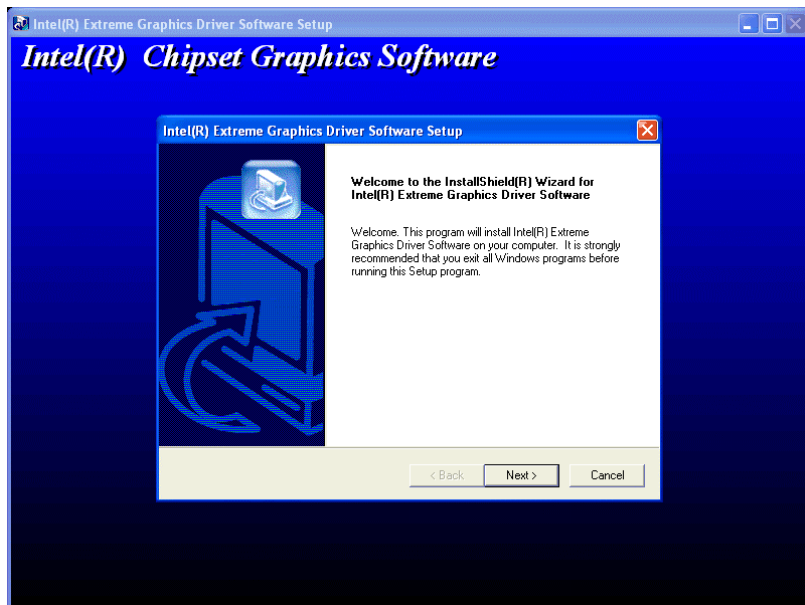 Intel(R) Extreme Graphics Driver Software Setup
Intel(R) Chipset Graphics Software
Intel(R) Extreme Graphics Driver Software Setup
Welcome to the InstallShield(R) Wizard for
Intel(R) Extreme Graphics Driver Software
Welcome. This program will install Intel(R) Extreme
Graphics Driver Software on your computer. It is strongly
recommended that you exit all Windows programs before
running this Setup program.
< Back Next > Cancel